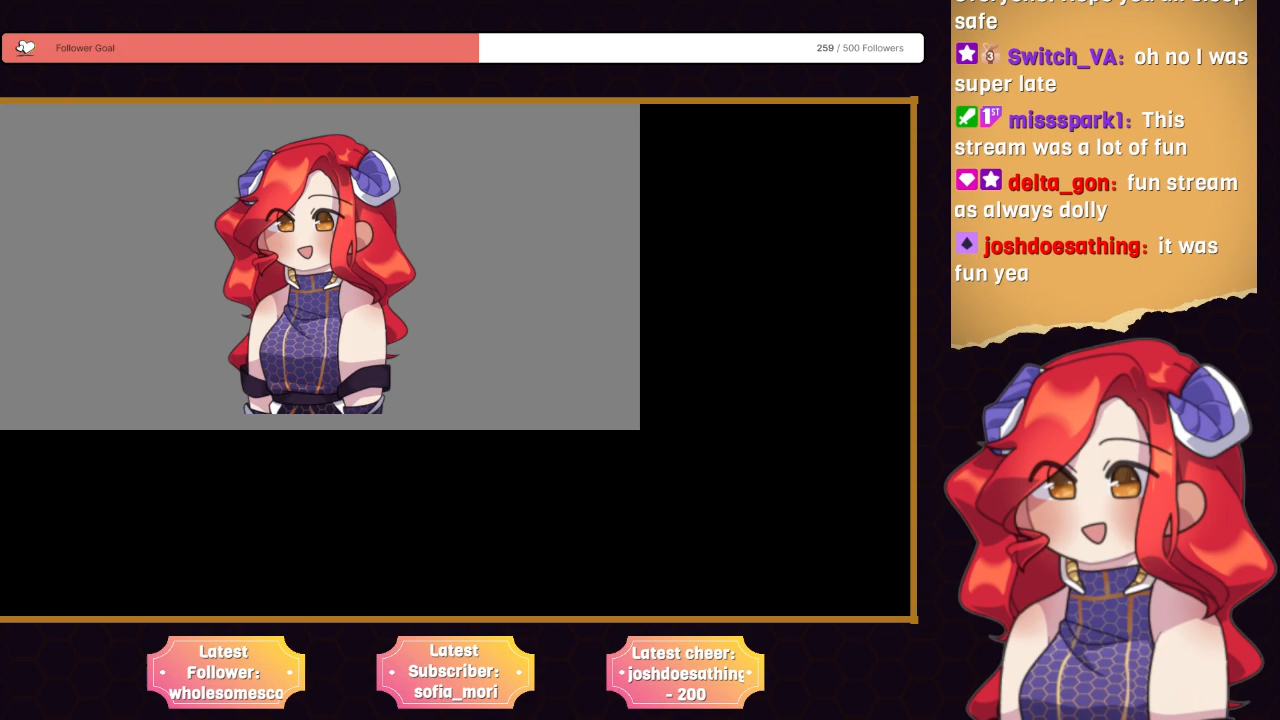 Follower Goal
259 / 500 Followers
safe
Switch_VA: oh no I was
super late
missspark1: This
stream was a lot of fun
delta_gon: fun stream
as always dolly
joshdoesathing: it was
fun yea
Latest
Follower:
wholesomesco
Latest
Subscriber:
sofia_mori
Latest cheer:
joshdoesathing
- 200